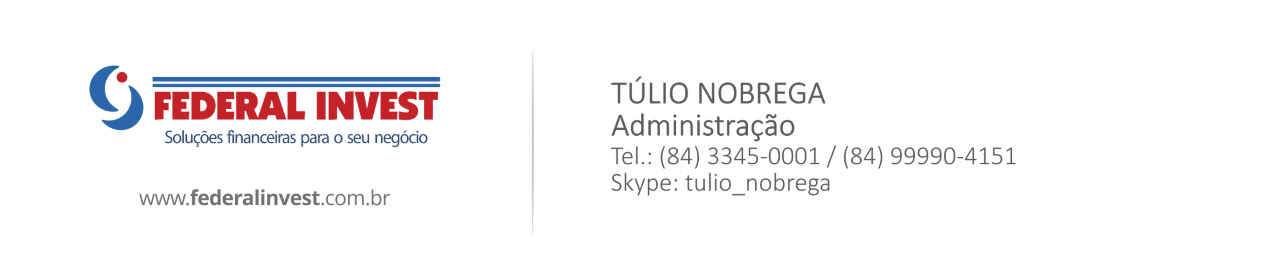 FEDERAL INVEST
Soluções financeiras para o seu negócio
www.federalinvest.com.br
TÚLIO NOBREGA
Administração
Tel.: (84) 3345-0001 / (84) 99990-4151
Skype: tulio_nobrega